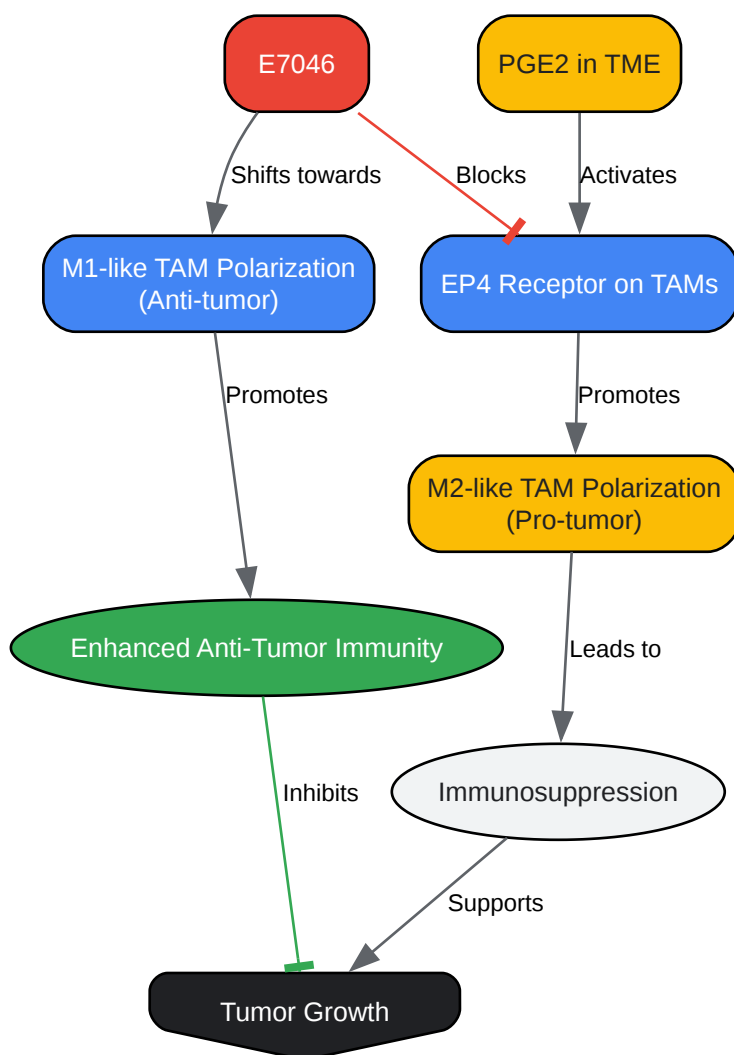 E7046
PGE2 in TME
Shifts towards
Blocks
Activates
M1-like TAM Polarization
(Anti-tumor)
EP4 Receptor on TAMs
Promotes
Promotes
M2-like TAM Polarization
(Pro-tumor)
Enhanced Anti-Tumor Immunity
Leads to
Inhibits
Immunosuppression
Supports
Tumor Growth